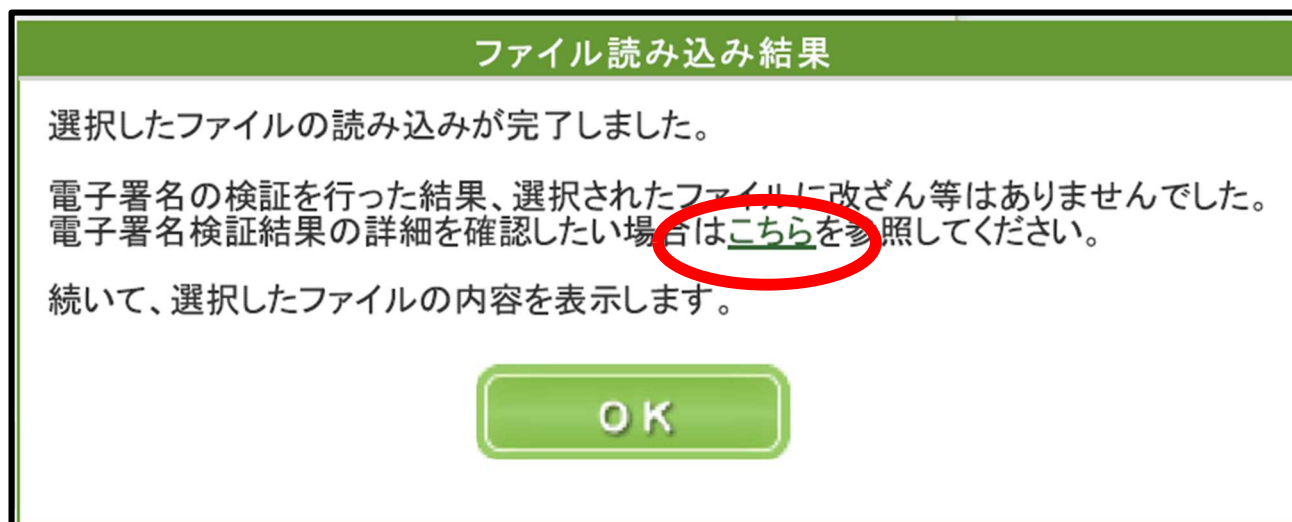 ファイル読み込み結果
選択したファイルの読み込みが完了しました。
電子署名の検証を行った結果、選択されたファイルに改ざん等はありませんでした。
電子署名検証結果の詳細を確認したい場合はこちらを参照してください。
続いて、選択したファイルの内容を表示します。
OK